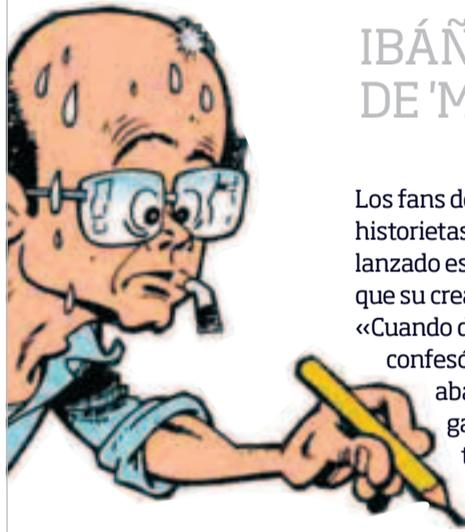 IBÁÑ
DE 'M
Los fans de
historietas
lanzado es
que su crea
«Cuando
confesó
aba
ga
t